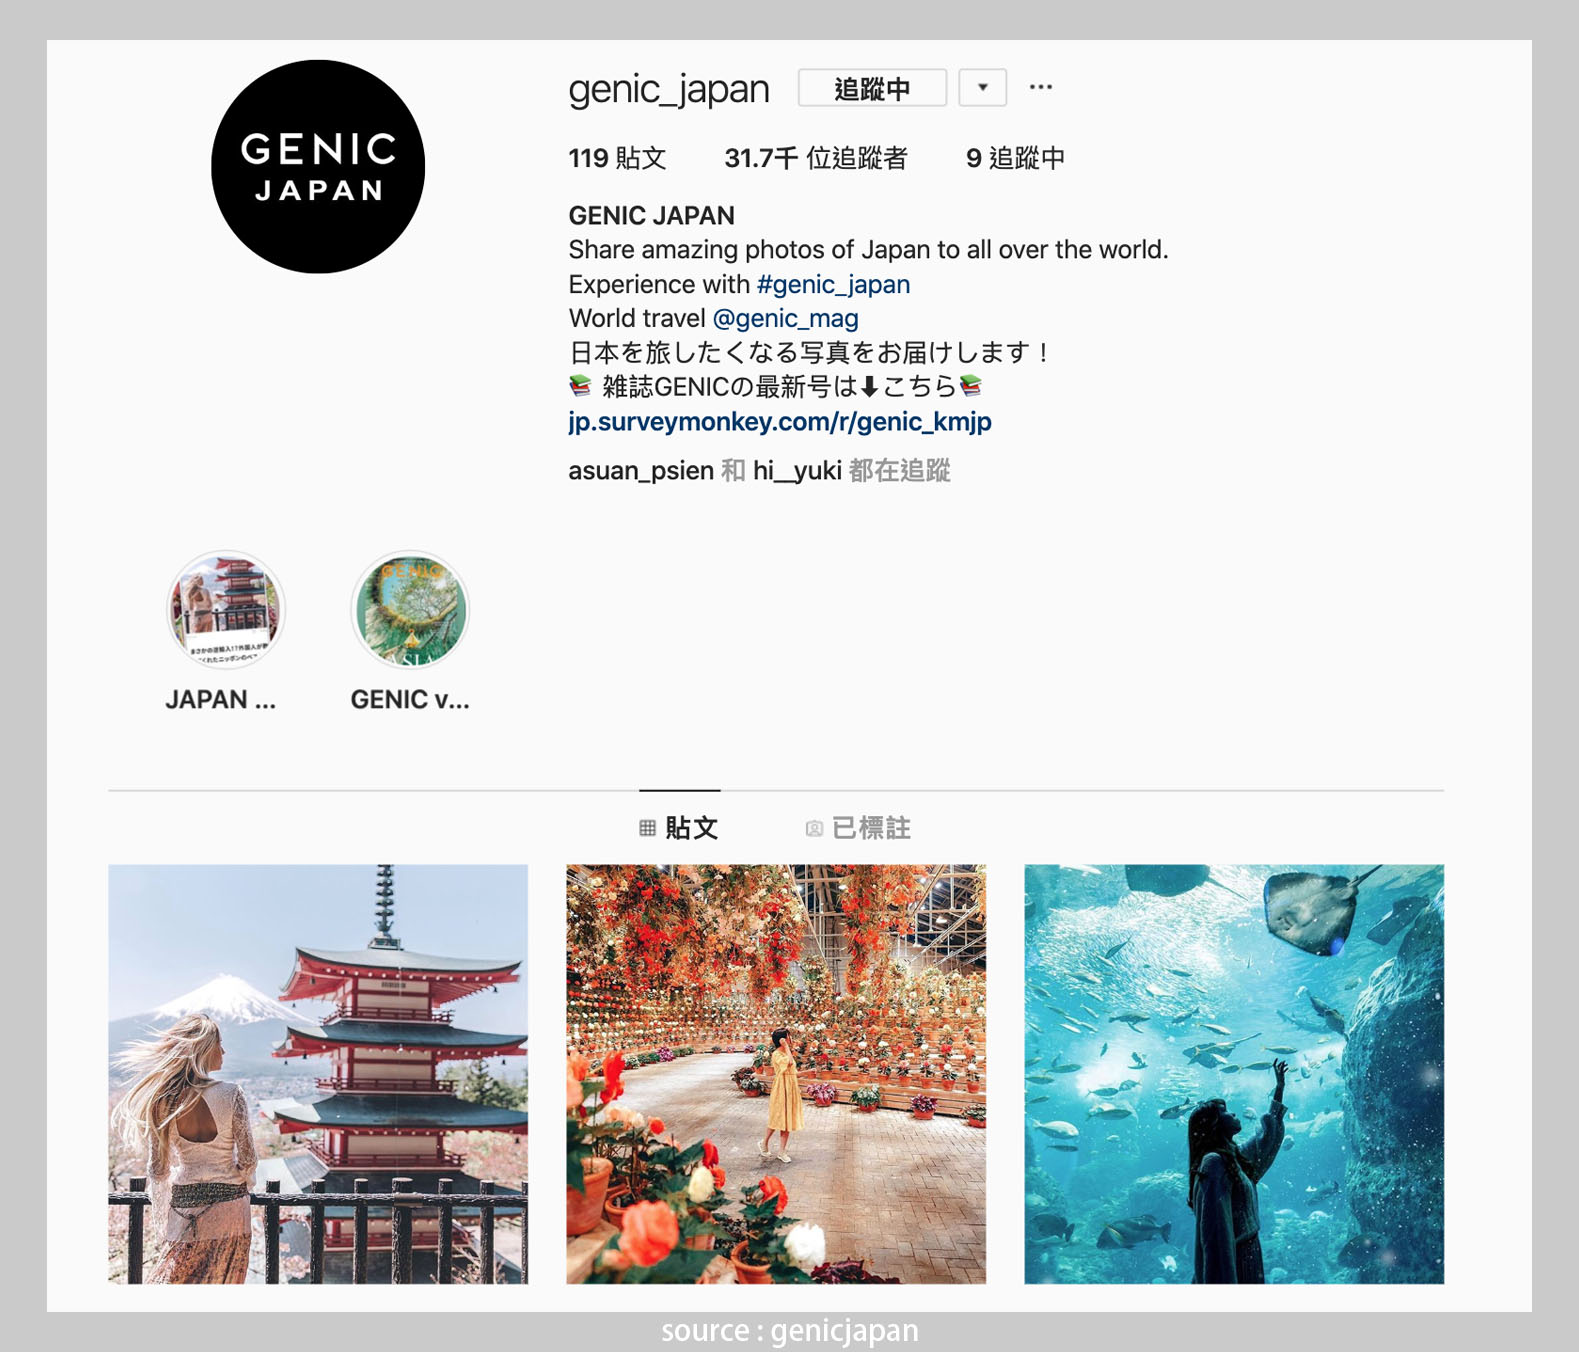 GENIC
JAPAN
genic_japan 追蹤中 ▼ •••
119 貼文 31.7千 位追蹤者 9 追蹤中
GENIC JAPAN
Share amazing photos of Japan to all over the world.
Experience with #genic_japan
World travel @genic_mag
日本を旅したくなる写真をお届けします！
📚 雑誌GENICの最新号は⬇こちら📚
jp.surveymonkey.com/r/genic_kmjp
asuan_psien 和 hi__yuki 都在追蹤
GENIC
ASIA
JAPAN ...
GENIC v...
貼文 已標註
source : genicjapan